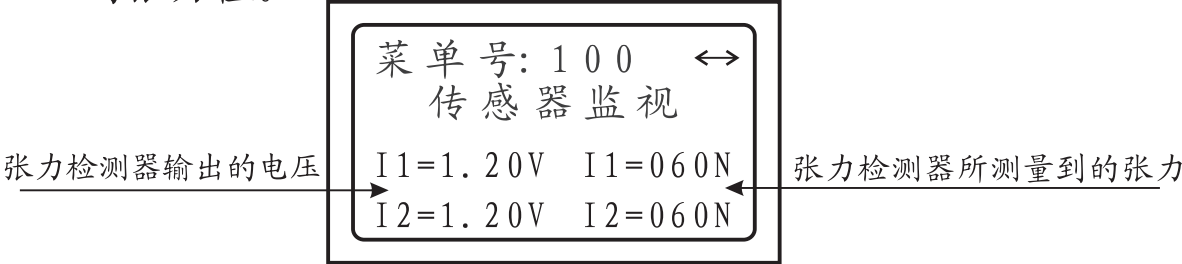 菜单号:100 ↔
传感器监视
张力检测器输出的电压
I1=1.20V I1=060N
张力检测器所测量到的张力
I2=1.20V I2=060N